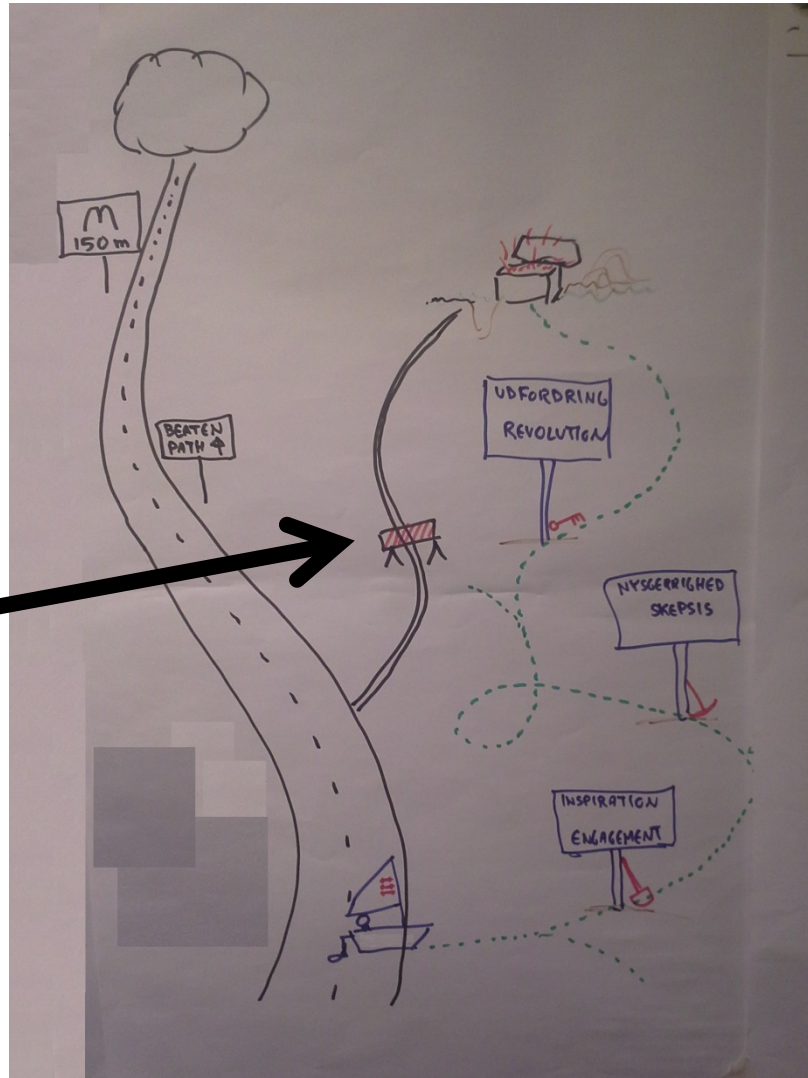 M
150 m
BEATEN
PATH
UDFORDRING
REVOLUTION
NYSGERRIGHED
SKEPSIS
INSPIRATION
ENGAGEMENT